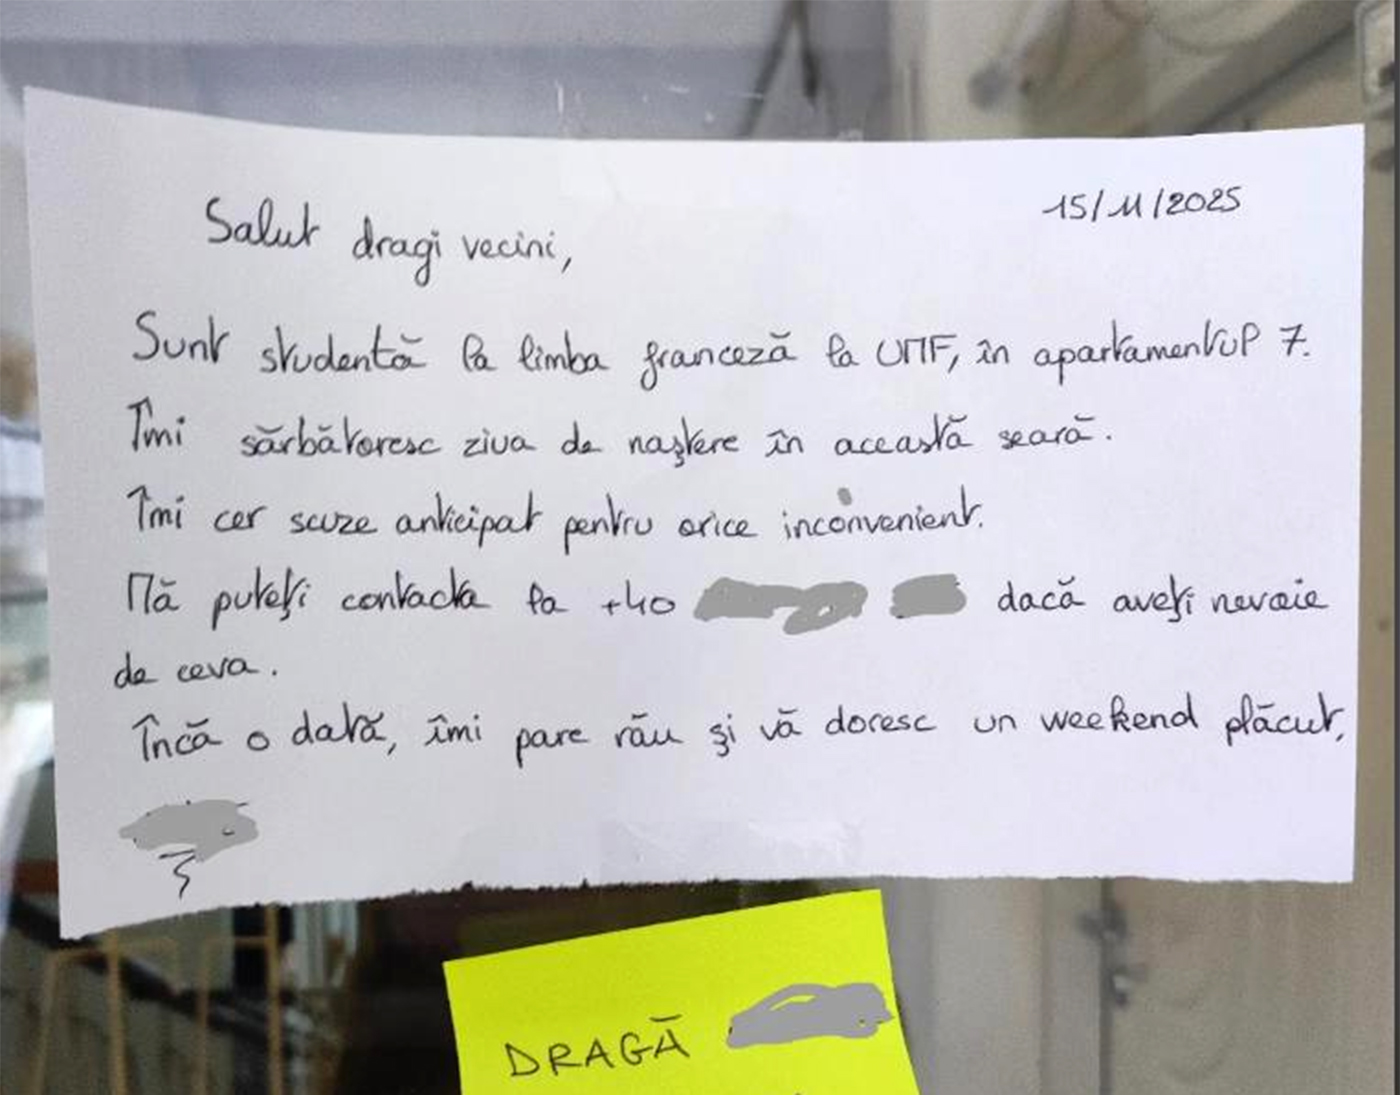 15/11/2025
Salut dragi vecini,
Sunt studentă la limba franceză la UMF, în apartamentul 7.
Îmi sărbătoresc ziua de naștere în această seară.
Îmi cer scuze anticipat pentru orice inconvenient.
Mă puteți contacta la +40 dacă aveți nevoie
de ceva.
Încă o dată, îmi pare rău și vă doresc un weekend plăcut,
DRAGĂ